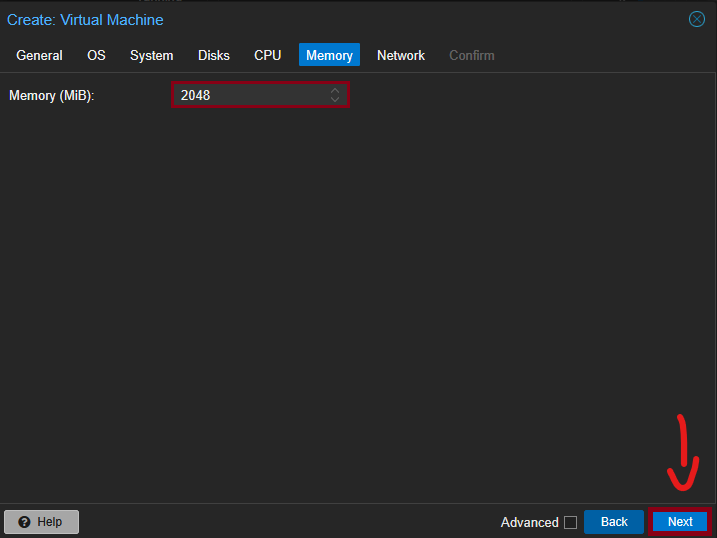 Create: Virtual Machine
General OS System Disks CPU Memory Network Confirm
Memory (MiB): 2048
Help Advanced Back Next